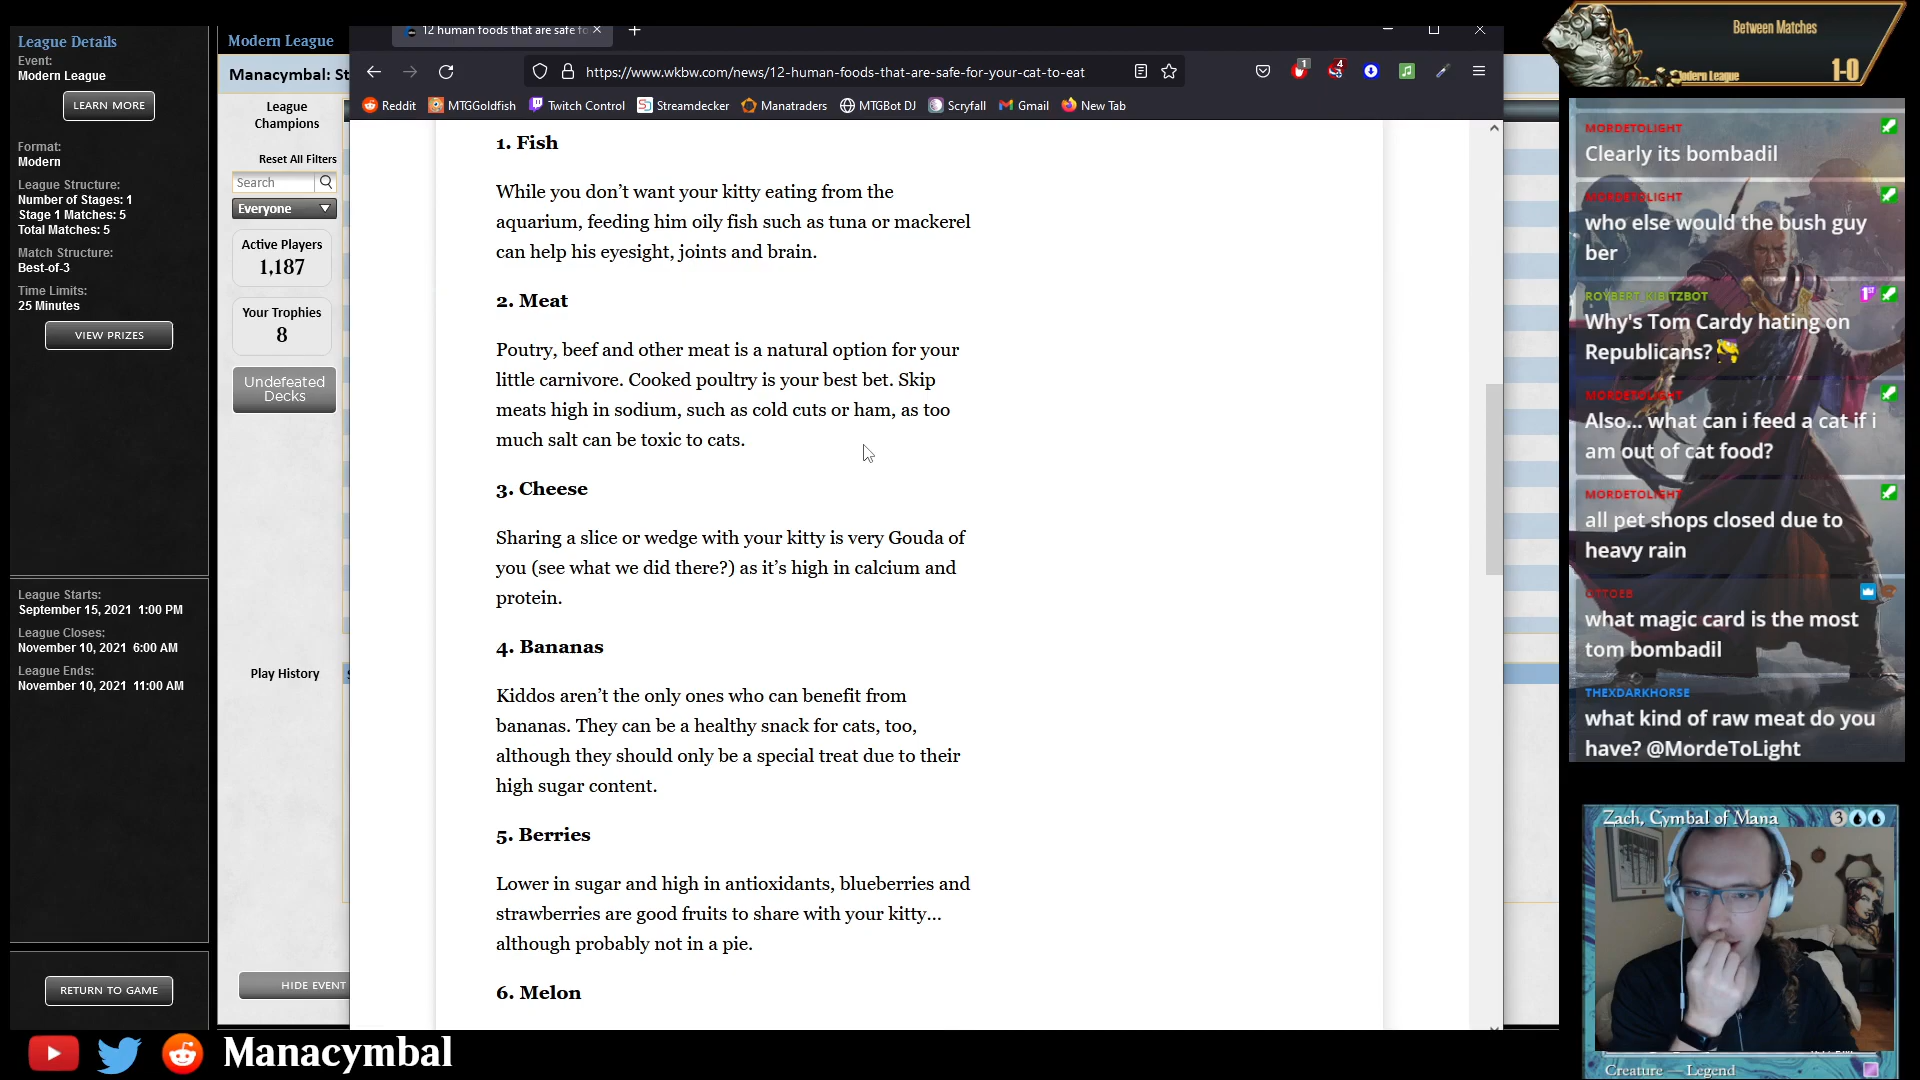 League Details
Event:
Modern League
LEARN MORE
Format:
Modern
League Structure:
Number of Stages: 1
Stage 1 Matches: 5
Total Matches: 5
Match Structure:
Best-of-3
Time Limits:
25 Minutes
VIEW PRIZES
League Starts:
September 15, 2021 1:00 PM
League Closes:
November 10, 2021 6:00 AM
League Ends:
November 10, 2021 11:00 AM
RETURN TO GAME
Modern League
Manacymbal: St
League
Champions
Reset All Filters
Search
Everyone
Active Players
1,187
Your Trophies
8
Undefeated
Decks
Play History
HIDE EVENT
12 human foods that are safe fo
https://www.wkbw.com/news/12-human-foods-that-are-safe-for-your-cat-to-eat
1
4
Reddit
MTGGoldfish
Twitch Control
Streamdecker
Manatraders
MTGBot DJ
Scryfall
Gmail
New Tab
1. Fish
While you don’t want your kitty eating from the
aquarium, feeding him oily fish such as tuna or mackerel
can help his eyesight, joints and brain.
2. Meat
Poutry, beef and other meat is a natural option for your
little carnivore. Cooked poultry is your best bet. Skip
meats high in sodium, such as cold cuts or ham, as too
much salt can be toxic to cats.
3. Cheese
Sharing a slice or wedge with your kitty is very Gouda of
you (see what we did there?) as it’s high in calcium and
protein.
4. Bananas
Kiddos aren’t the only ones who can benefit from
bananas. They can be a healthy snack for cats, too,
although they should only be a special treat due to their
high sugar content.
5. Berries
Lower in sugar and high in antioxidants, blueberries and
strawberries are good fruits to share with your kitty…
although probably not in a pie.
6. Melon
Between Matches
Modern League
1-0
MORDETOLIGHT
Clearly its bombadil
MORDETOLIGHT
who else would the bush guy
ber
ROYBERT_KIBITZBOT
1ST
Why's Tom Cardy hating on
Republicans?
MORDETOLIGHT
Also... what can i feed a cat if i
am out of cat food?
MORDETOLIGHT
all pet shops closed due to
heavy rain
OTTOEB
what magic card is the most
tom bombadil
THEXDARKHORSE
what kind of raw meat do you
have? @MordeToLight
Zach, Cymbal of Mana
3
Creature — Legend
Manacymbal